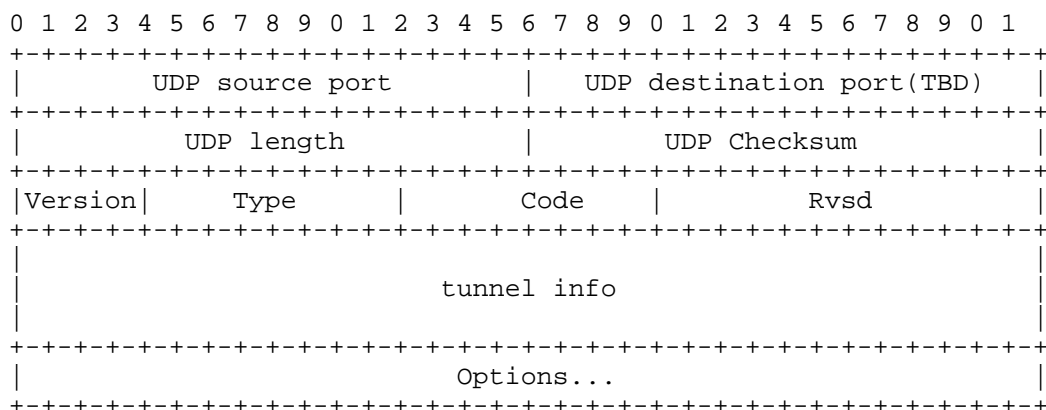 0 1 2 3 4 5 6 7 8 9 0 1 2 3 4 5 6 7 8 9 0 1 2 3 4 5 6 7 8 9 0 1
+-+-+-+-+-+-+-+-+-+-+-+-+-+-+-+-+-+-+-+-+-+-+-+-+-+-+-+-+-+-+-+-+
|        UDP source port        |   UDP destination port(TBD)   |
+-+-+-+-+-+-+-+-+-+-+-+-+-+-+-+-+-+-+-+-+-+-+-+-+-+-+-+-+-+-+-+-+
|          UDP length           |        UDP Checksum           |
+-+-+-+-+-+-+-+-+-+-+-+-+-+-+-+-+-+-+-+-+-+-+-+-+-+-+-+-+-+-+-+-+
|Version|     Type      |       Code    |         Rvsd          |
+-+-+-+-+-+-+-+-+-+-+-+-+-+-+-+-+-+-+-+-+-+-+-+-+-+-+-+-+-+-+-+-+
|                                                               |
|                          tunnel info                          |
|                                                               |
+-+-+-+-+-+-+-+-+-+-+-+-+-+-+-+-+-+-+-+-+-+-+-+-+-+-+-+-+-+-+-+-+
|                           Options...                          |
+-+-+-+-+-+-+-+-+-+-+-+-+-+-+-+-+-+-+-+-+-+-+-+-+-+-+-+-+-+-+-+-+